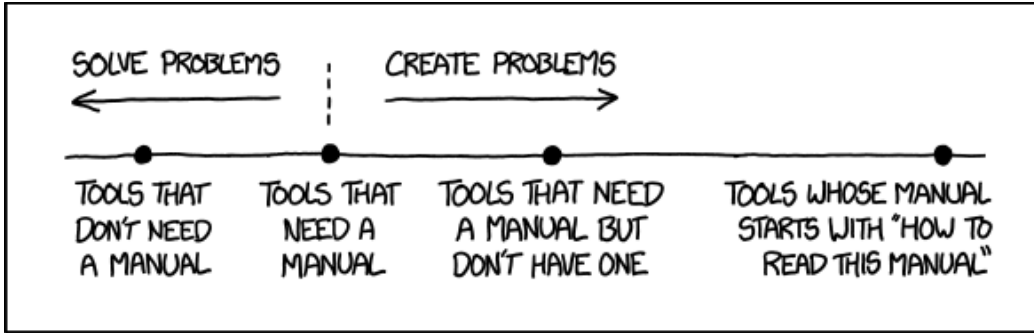 SOLVE PROBLEMS
CREATE PROBLEMS
TOOLS THAT
DON'T NEED
A MANUAL
TOOLS THAT
NEED A
MANUAL
TOOLS THAT NEED
A MANUAL BUT
DON'T HAVE ONE
TOOLS WHOSE MANUAL
STARTS WITH "HOW TO
READ THIS MANUAL"